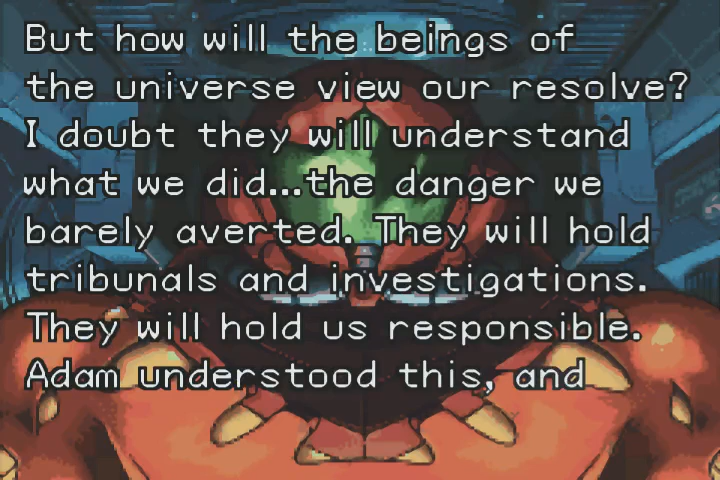 But how will the beings of
the universe view our resolve?
I doubt they will understand
what we did...the danger we
barely averted. They will hold
tribunals and investigations.
They will hold us responsible.
Adam understood this, and